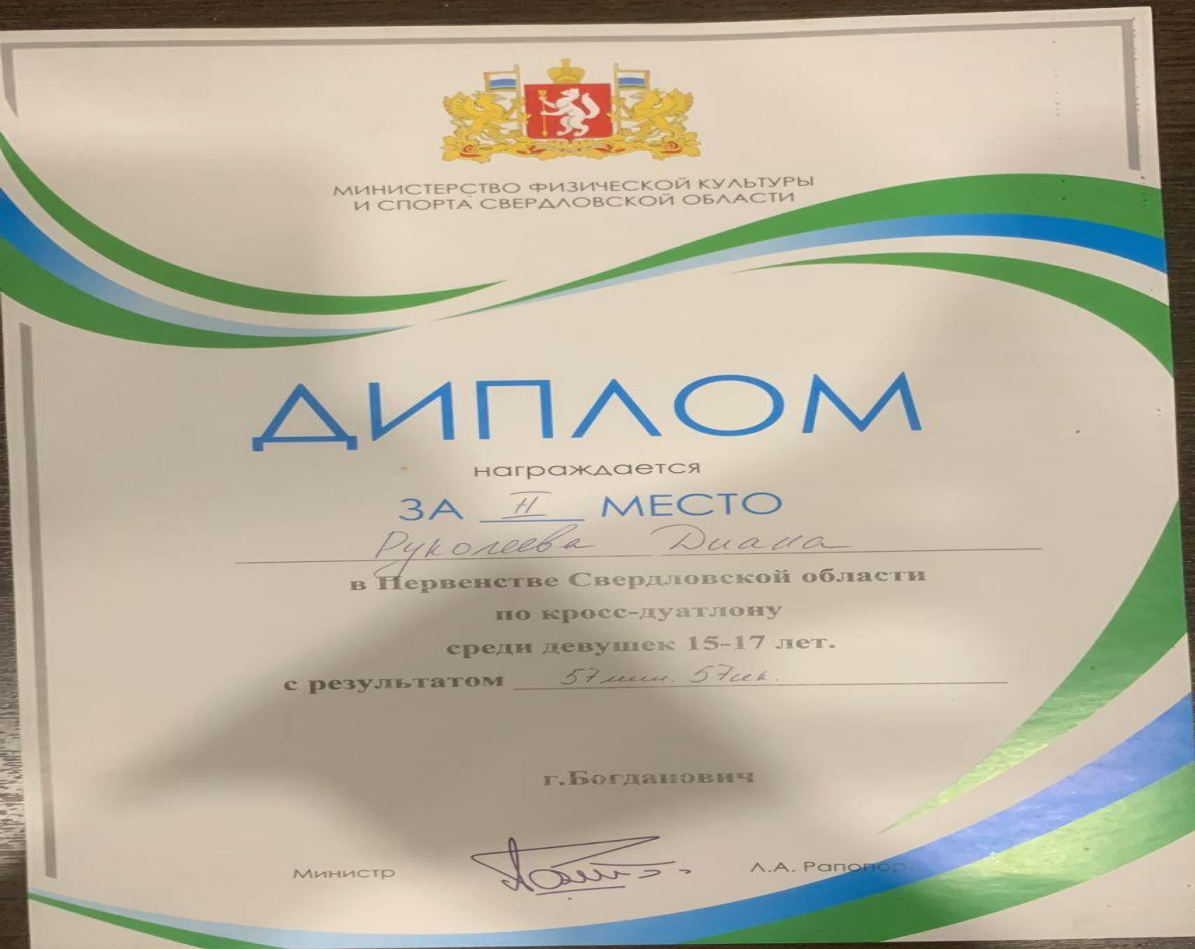 МИНИСТЕРСТВО ФИЗИЧЕСКОЙ КУЛЬТУРЫ
И СПОРТА СВЕРДЛОВСКОЙ ОБЛАСТИ
ДИПЛОМ
награждается
ЗА II МЕСТО
Руколеева Диана
в Первенстве Свердловской области
по кросс-дуатлону
среди девушек 15-17 лет.
с результатом 57 мин. 57 сек.
г.Богданович
Министр Л.А. Рапопор